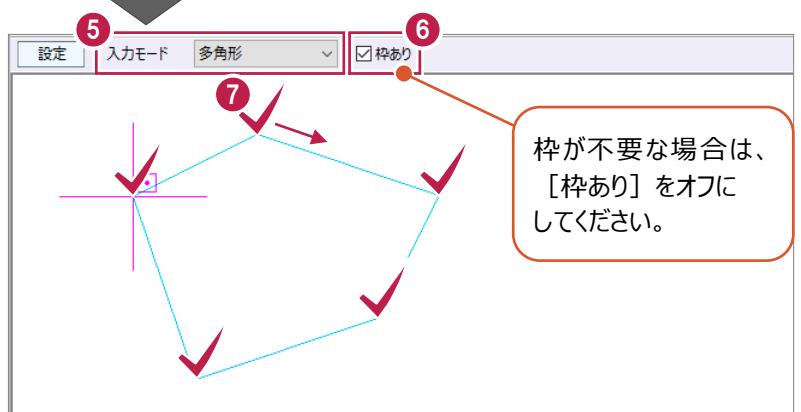 5 6
設定 入力モード 多角形 枠あり
7
枠が不要な場合は、
［枠あり］をオフに
してください。